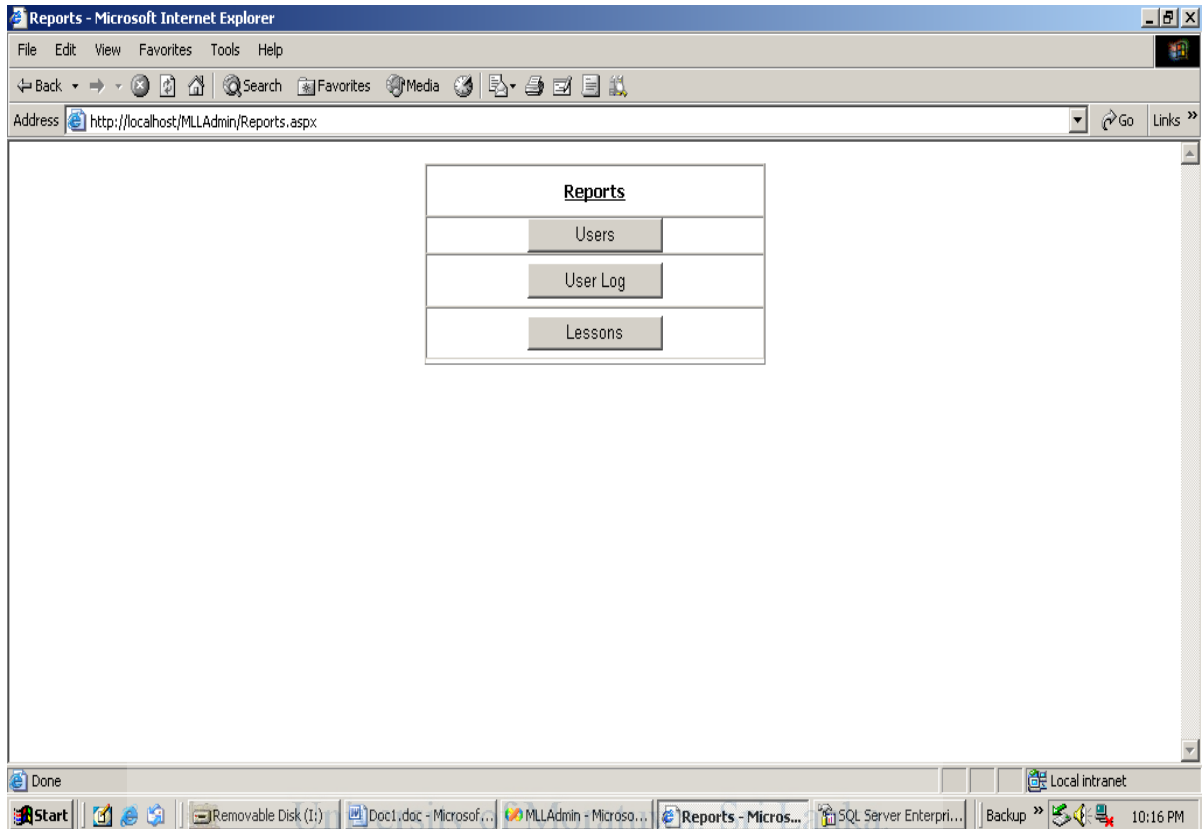 Reports - Microsoft Internet Explorer
File Edit View Favorites Tools Help
Back Search Favorites Media
Address http://localhost/MLLAdmin/Reports.aspx Go Links »
Reports
Users
User Log
Lessons
Done Local intranet
Start Removable Disk (I:) Doc1.doc - Microsof... MLLAdmin - Microso... Reports - Micros... SQL Server Enterpri... Backup » 10:16 PM